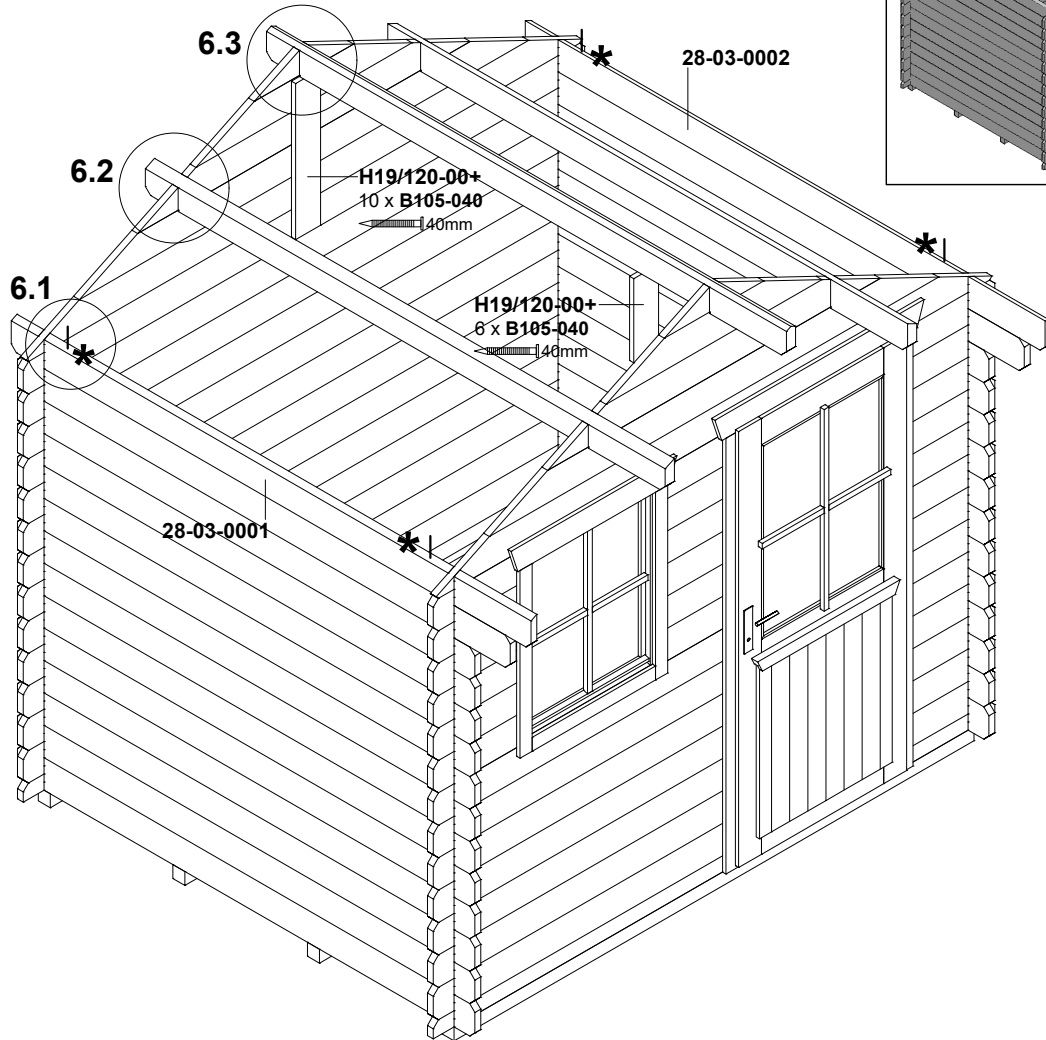 6.3
*
28-03-0002
6.2
H19/120-00+
10 x B105-040
40mm
*
6.1
H19/120-00+
6 x B105-040
40mm
*
28-03-0001
*